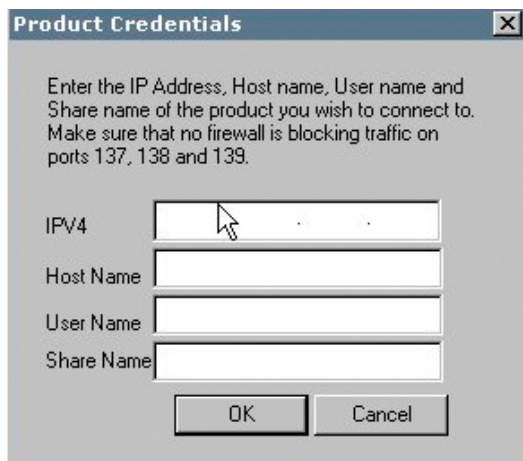 Product Credentials
Enter the IP Address, Host name, User name and
Share name of the product you wish to connect to.
Make sure that no firewall is blocking traffic on
ports 137, 138 and 139.
IPV4
Host Name
User Name
Share Name
OK Cancel